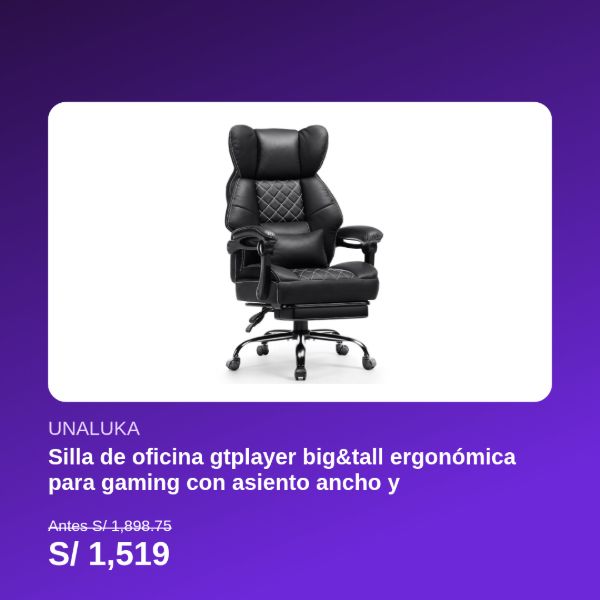 UNALUKA
Silla de oficina gtplayer big&tall ergonómica
para gaming con asiento ancho y
Antes S/ 1,898.75
S/ 1,519